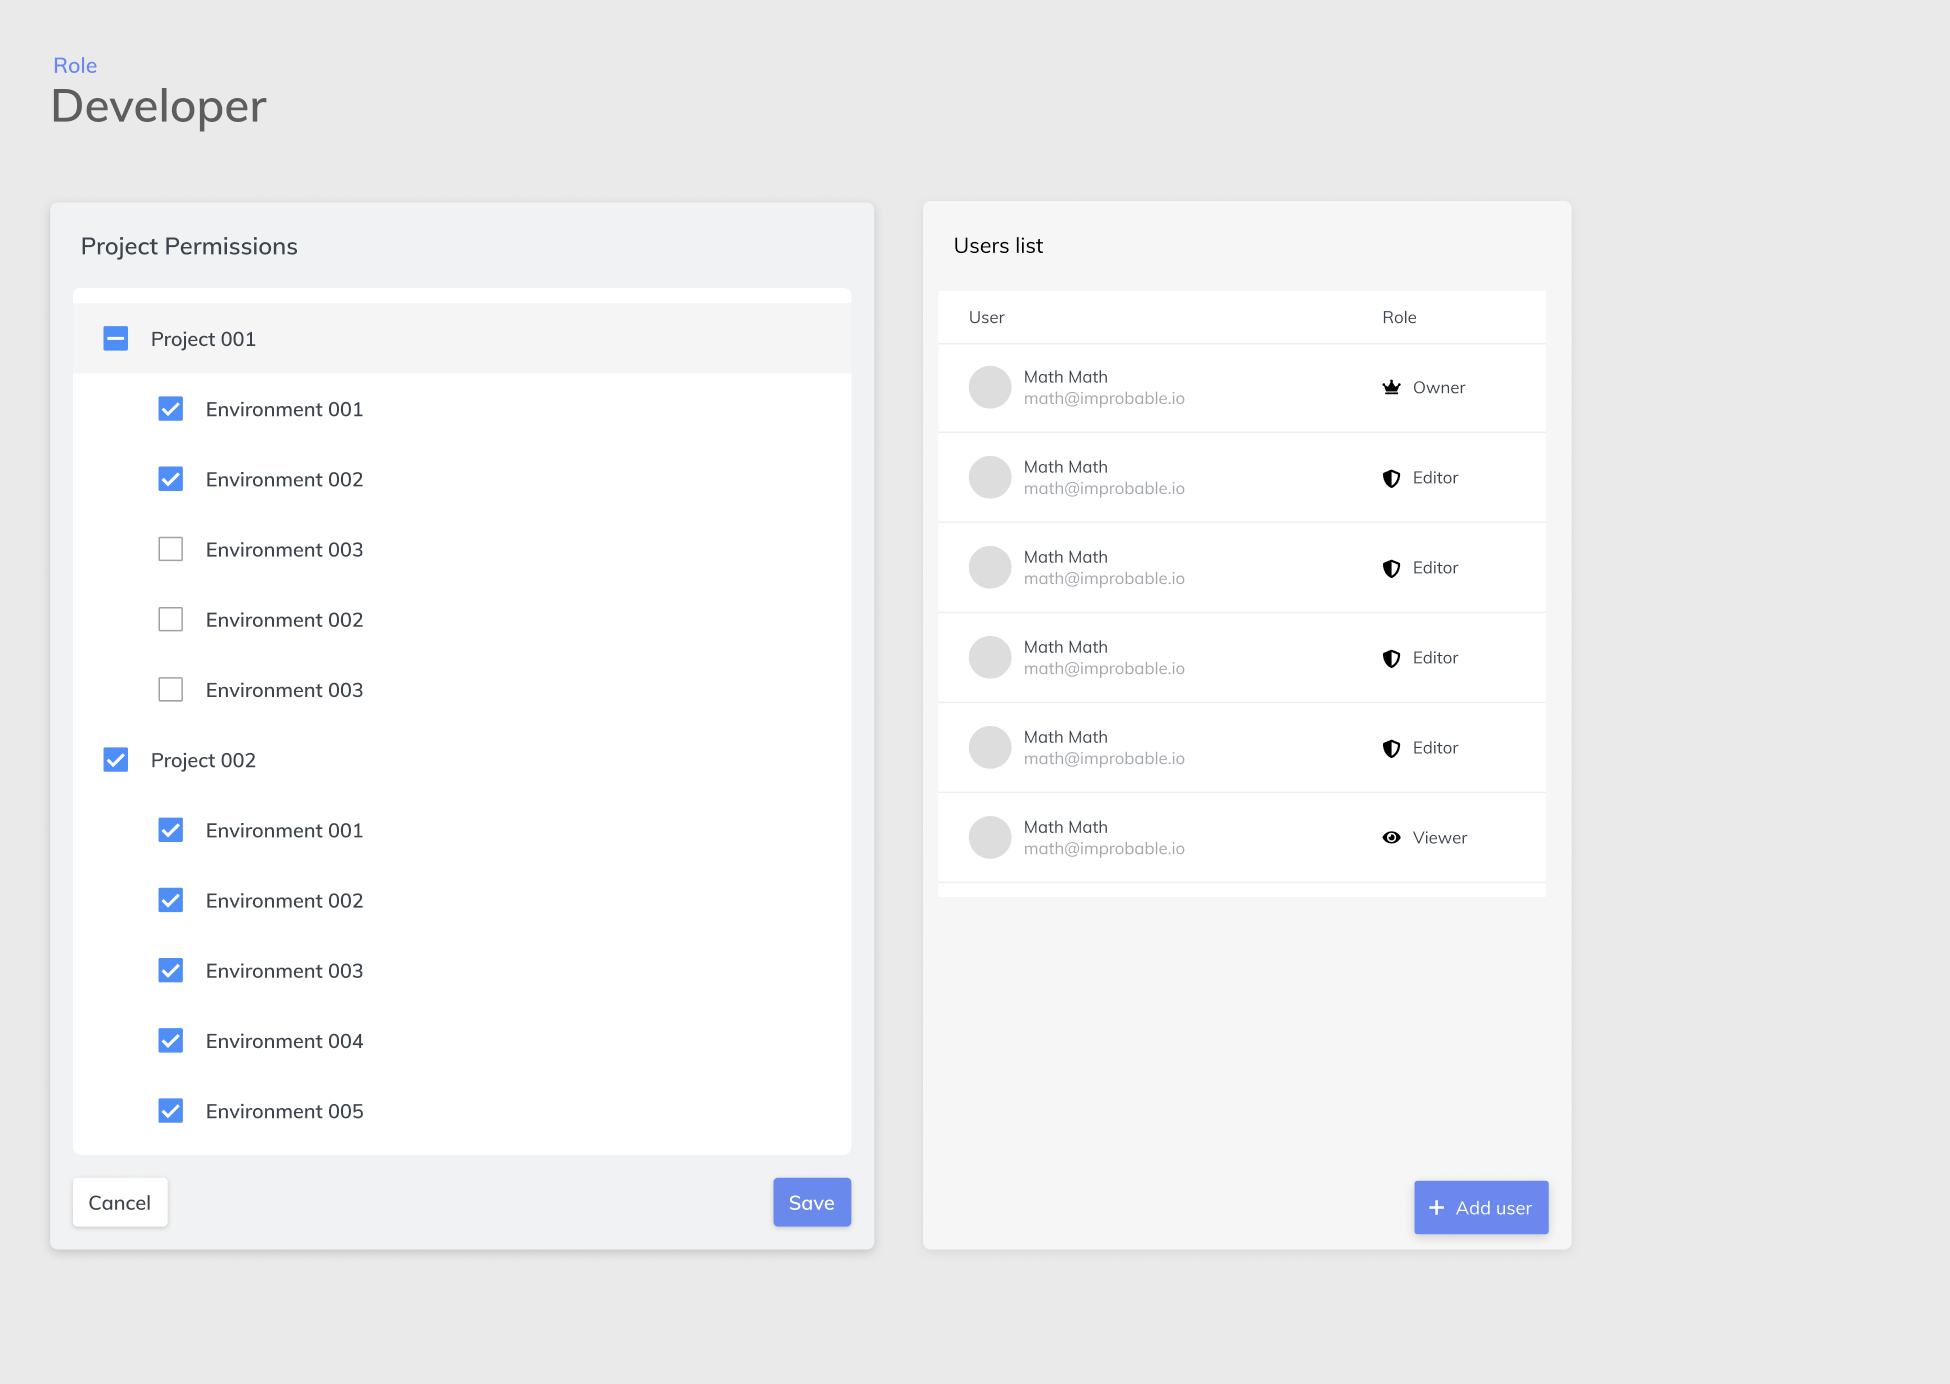 Role
Developer
Project Permissions
Project 001
Environment 001
Environment 002
Environment 003
Environment 002
Environment 003
Project 002
Environment 001
Environment 002
Environment 003
Environment 004
Environment 005
Cancel
Save
Users list
User Role
Math Math
math@improbable.io
Owner
Math Math
math@improbable.io
Editor
Math Math
math@improbable.io
Editor
Math Math
math@improbable.io
Editor
Math Math
math@improbable.io
Editor
Math Math
math@improbable.io
Viewer
+ Add user